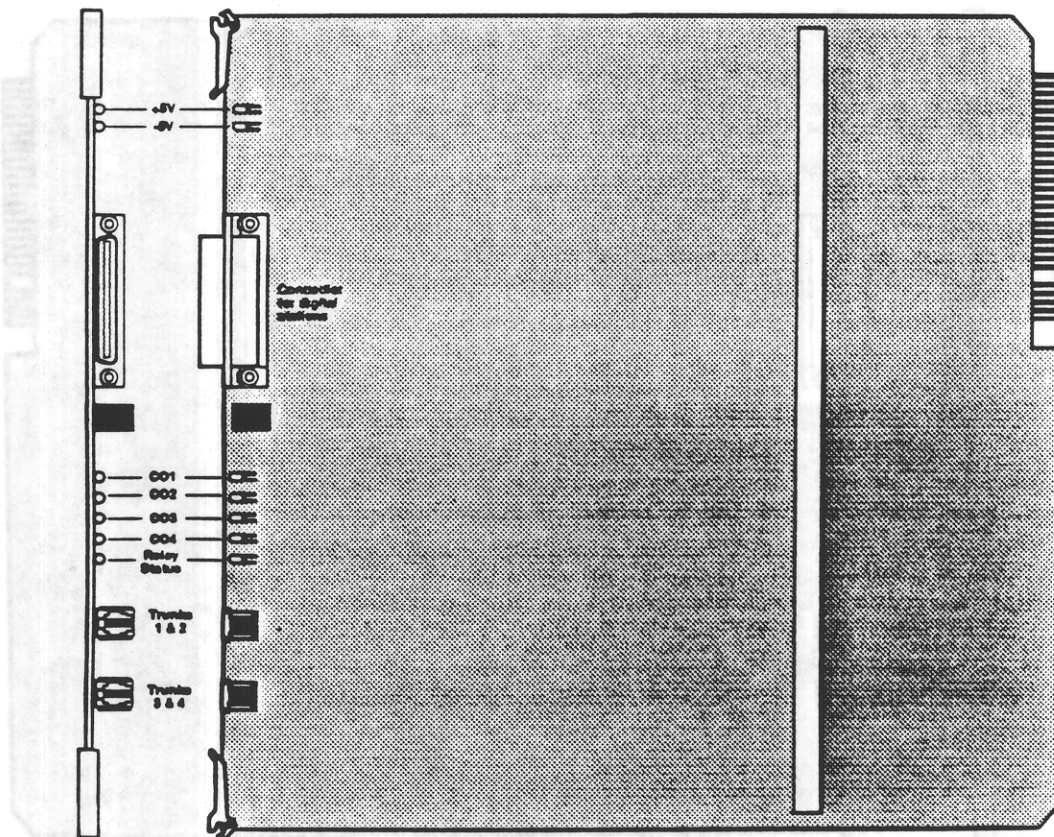 +5V
-5V
Connector
for digital
stations
CO1
CO2
CO3
CO4
Relay
Status
Trunks
1 & 2
Trunks
3 & 4